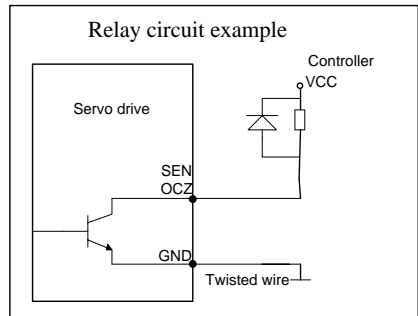 Relay circuit example
Controller
VCC
Servo drive
SEN
OCZ
GND
Twisted wire